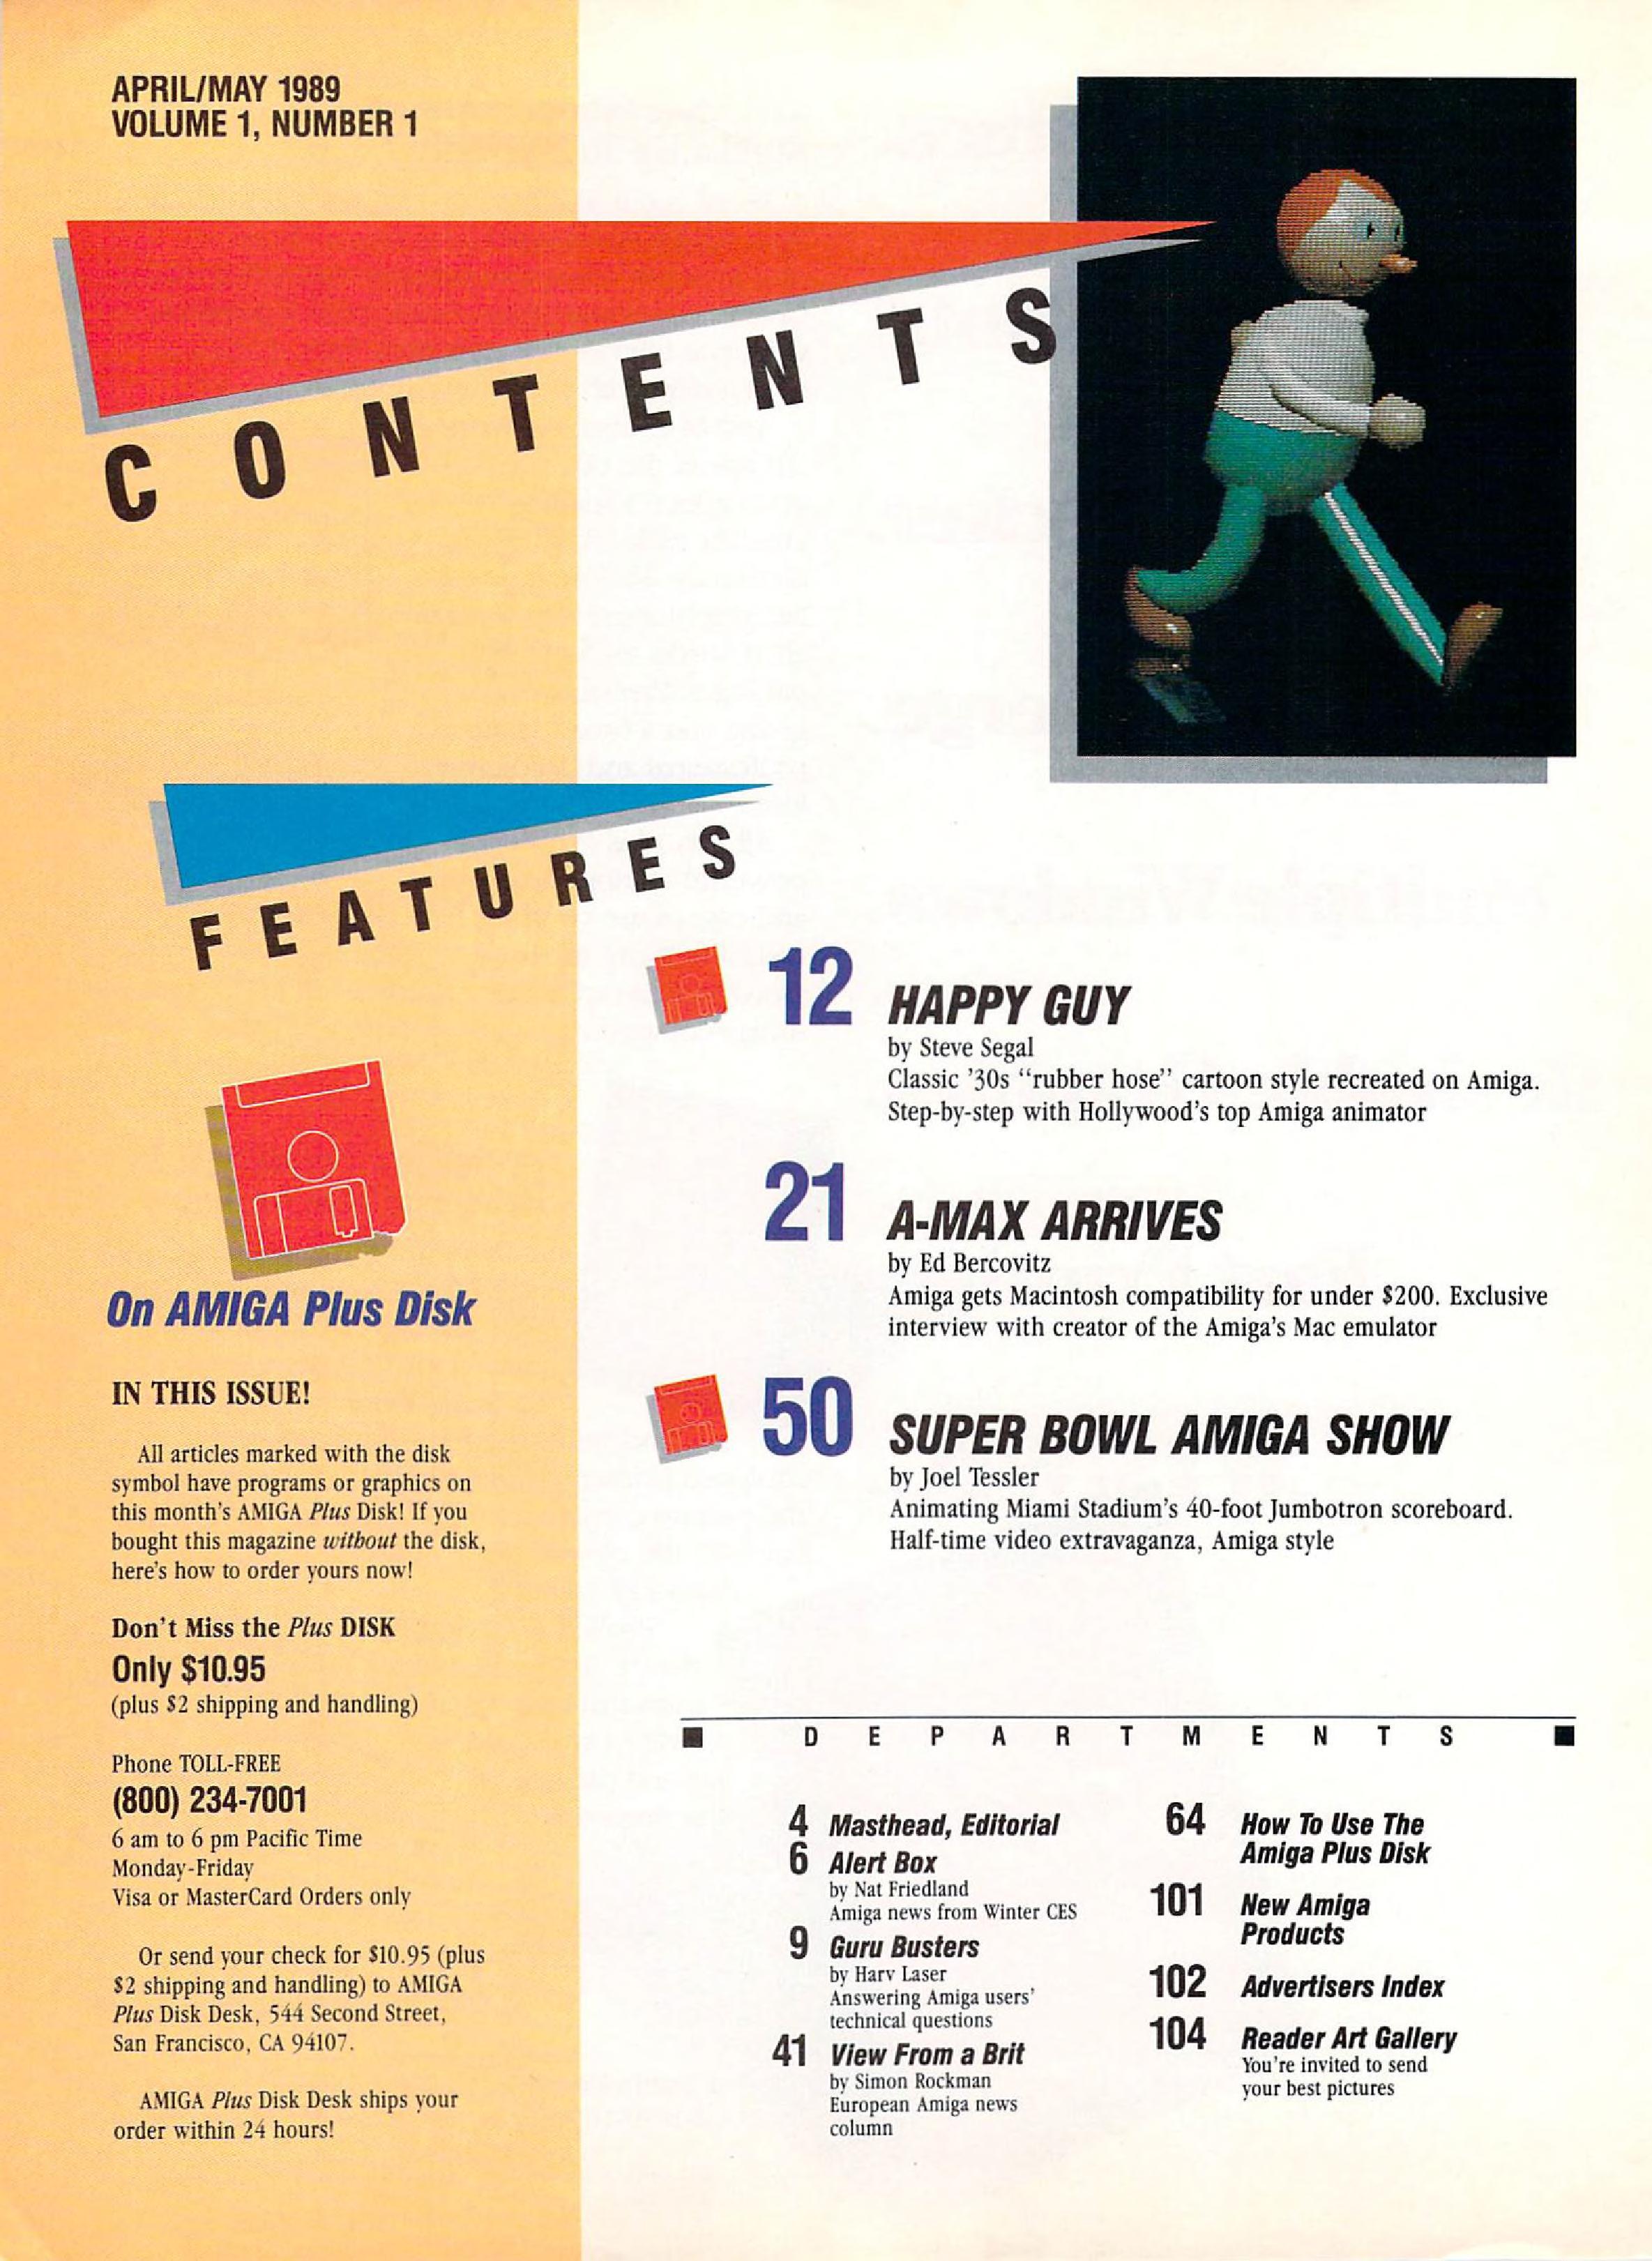 APRIL/MAY 1989
VOLUME 1, NUMBER 1
CONTENTS
FEATURES
12 HAPPY GUY
by Steve Segal
Classic '30s “rubber hose” cartoon style recreated on Amiga.
Step-by-step with Hollywood's top Amiga animator
21 A-MAX ARRIVES
by Ed Bercovitz
Amiga gets Macintosh compatibility for under $200. Exclusive
interview with creator of the Amiga's Mac emulator
50 SUPER BOWL AMIGA SHOW
by Joel Tessler
Animating Miami Stadium's 40-foot Jumbotron scoreboard.
Half-time video extravaganza, Amiga style
On AMIGA Plus Disk
IN THIS ISSUE!
All articles marked with the disk
symbol have programs or graphics on
this month's AMIGA Plus Disk! If you
bought this magazine without the disk,
here's how to order yours now!
Don't Miss the Plus DISK
Only $10.95
(plus $2 shipping and handling)
Phone TOLL-FREE
(800) 234-7001
6 am to 6 pm Pacific Time
Monday-Friday
Visa or MasterCard Orders only
Or send your check for $10.95 (plus
$2 shipping and handling) to AMIGA
Plus Disk Desk, 544 Second Street,
San Francisco, CA 94107.
AMIGA Plus Disk Desk ships your
order within 24 hours!
DEPARTMENTS
4 Masthead, Editorial
6 Alert Box
by Nat Friedland
Amiga news from Winter CES
9 Guru Busters
by Harv Laser
Answering Amiga users'
technical questions
41 View From a Brit
by Simon Rockman
European Amiga news
column
64 How To Use The
Amiga Plus Disk
101 New Amiga
Products
102 Advertisers Index
104 Reader Art Gallery
You're invited to send
your best pictures